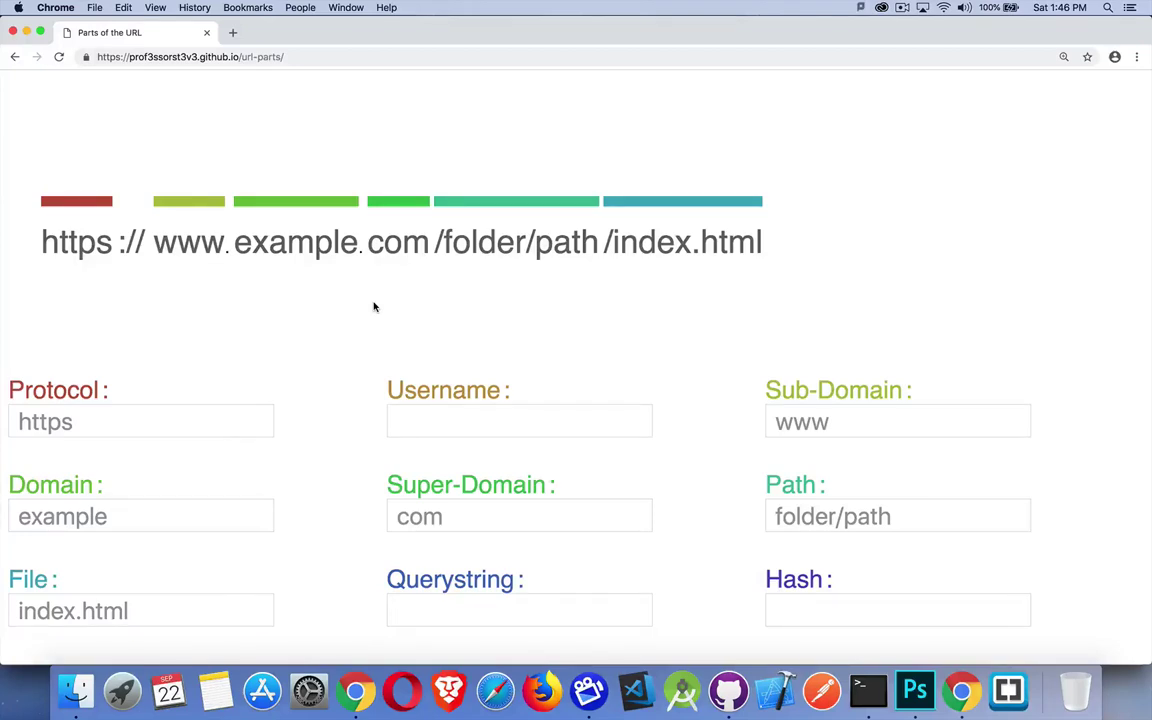 Chrome File Edit View History Bookmarks People Window Help 100% Sat 1:46 PM
Parts of the URL
https://prof3ssorst3v3.github.io/url-parts/
https :// www. example. com /folder/path /index.html
Protocol : Username : Sub-Domain :
https www
Domain : Super-Domain : Path :
example com folder/path
File : Querystring : Hash :
index.html
SEP
22
>_ Ps